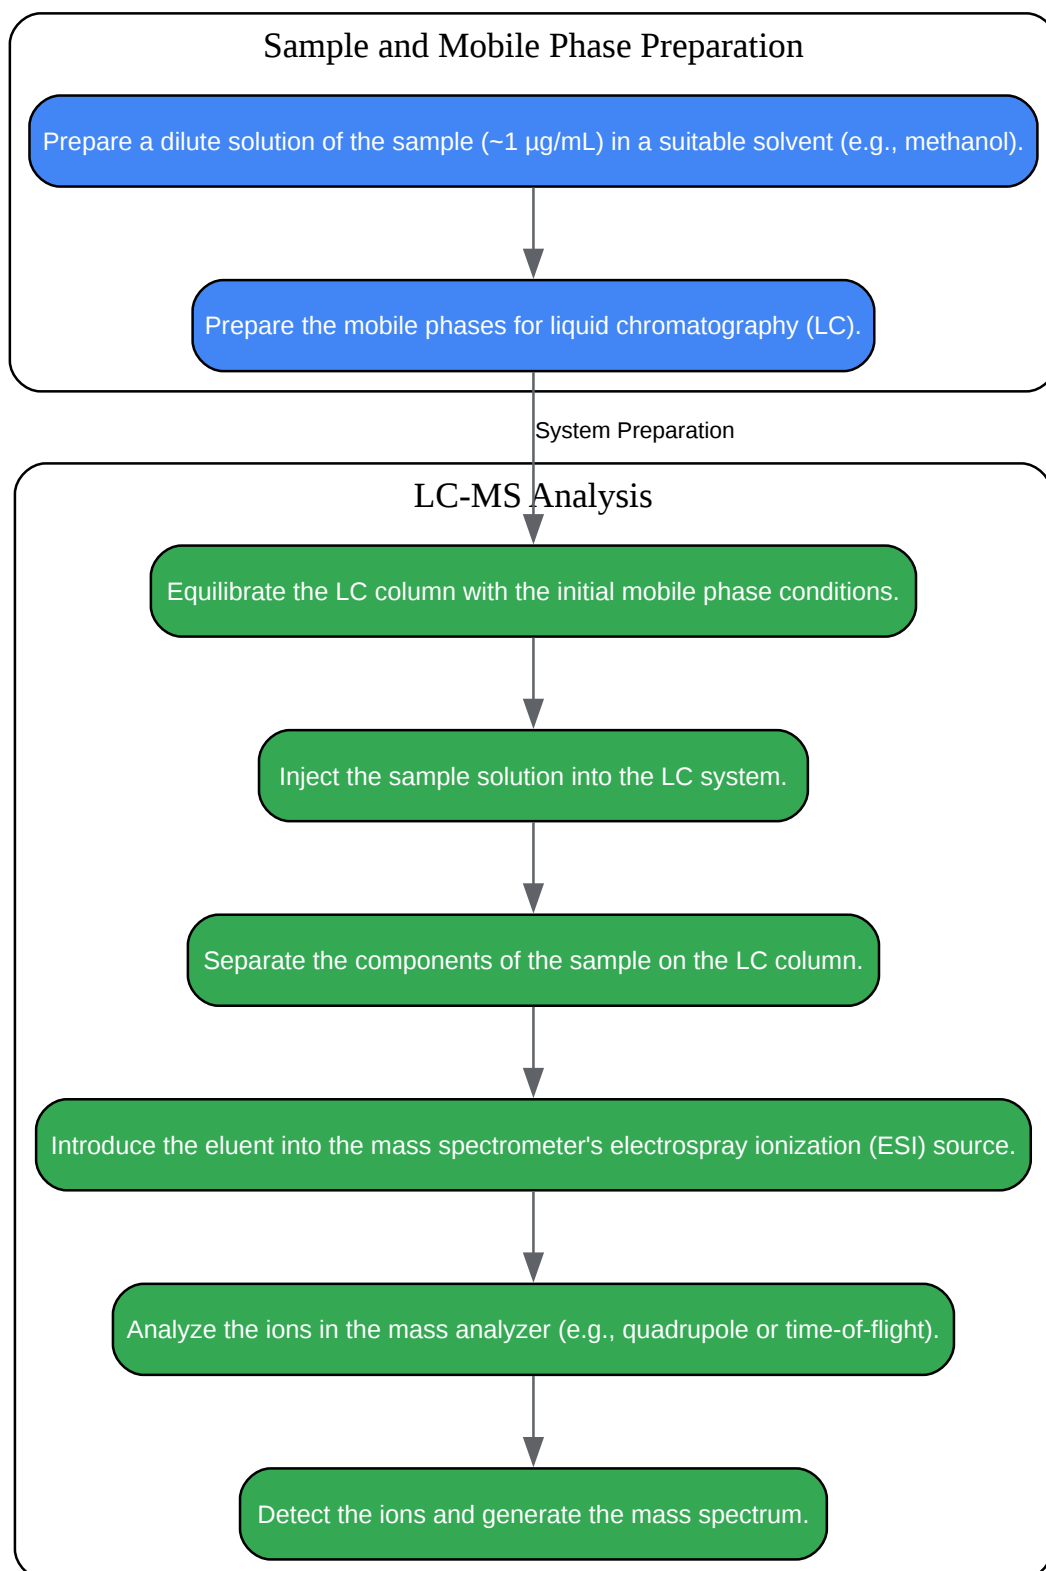 Sample and Mobile Phase Preparation
Prepare a dilute solution of the sample (~1 µg/mL) in a suitable solvent (e.g., methanol).
Prepare the mobile phases for liquid chromatography (LC).
System Preparation
LC-MS Analysis
Equilibrate the LC column with the initial mobile phase conditions.
Inject the sample solution into the LC system.
Separate the components of the sample on the LC column.
Introduce the eluent into the mass spectrometer's electrospray ionization (ESI) source.
Analyze the ions in the mass analyzer (e.g., quadrupole or time-of-flight).
Detect the ions and generate the mass spectrum.